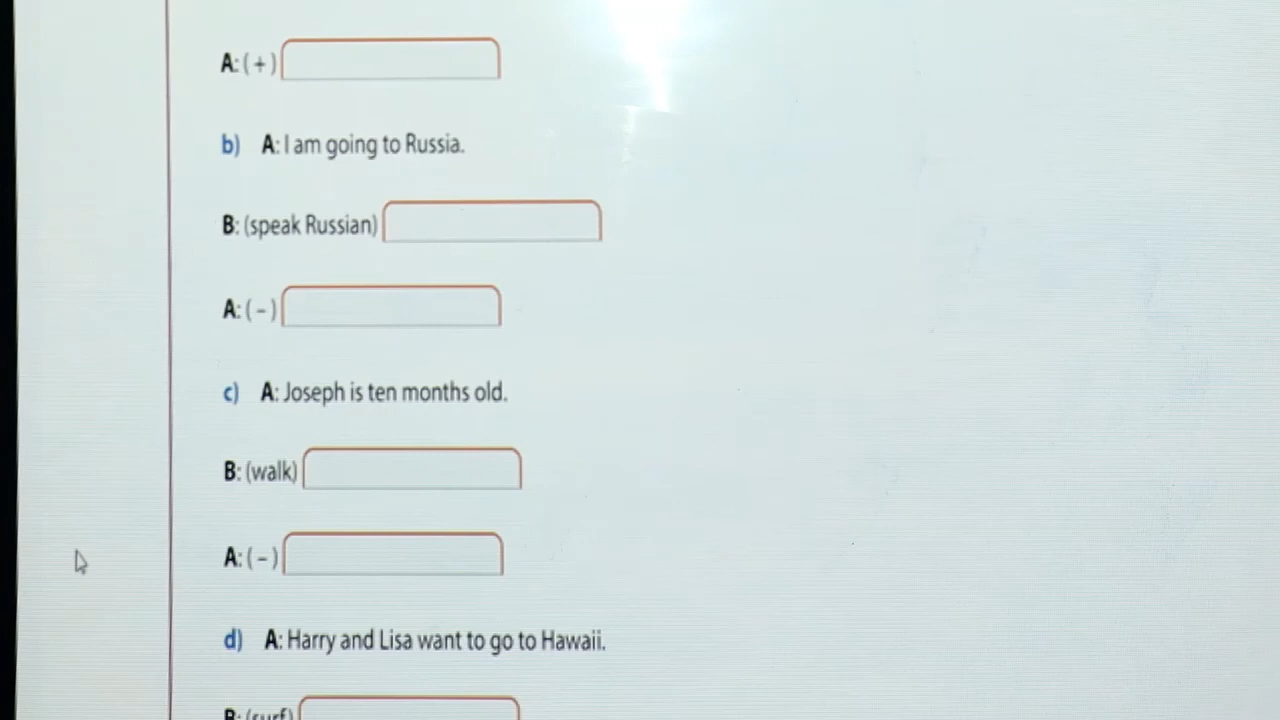 A: (+)
b) A: I am going to Russia.
B: (speak Russian)
A: (-)
c) A: Joseph is ten months old.
B: (walk)
A: (-)
d) A: Harry and Lisa want to go to Hawaii.
B: (surf)